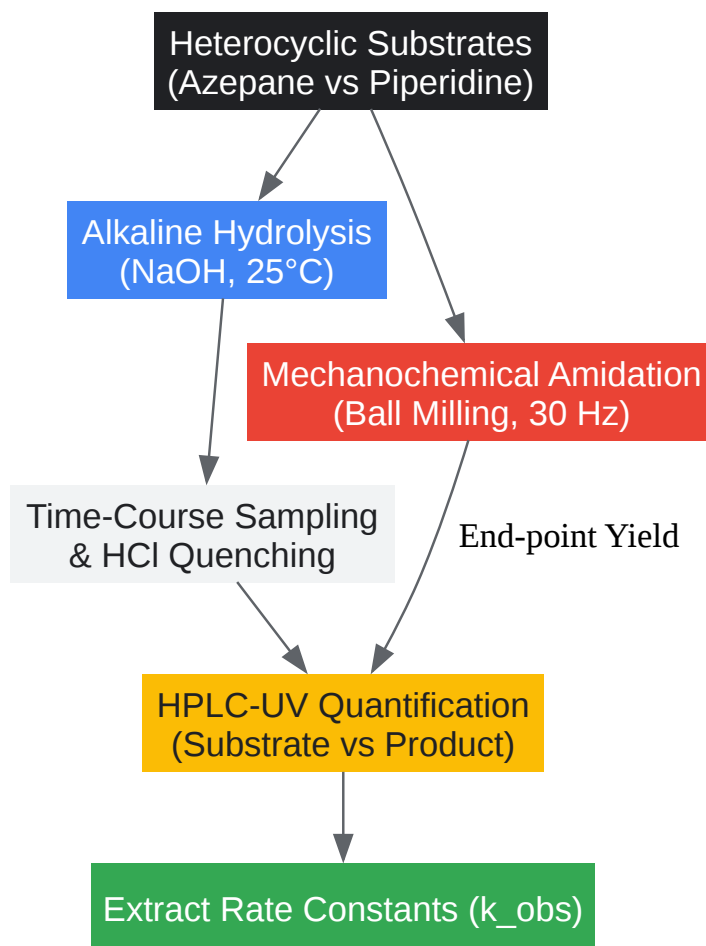 Heterocyclic Substrates
(Azepane vs Piperidine)
Alkaline Hydrolysis
(NaOH, 25°C)
Mechanochemical Amidation
(Ball Milling, 30 Hz)
Time-Course Sampling
& HCl Quenching
End-point Yield
HPLC-UV Quantification
(Substrate vs Product)
Extract Rate Constants (k_obs)